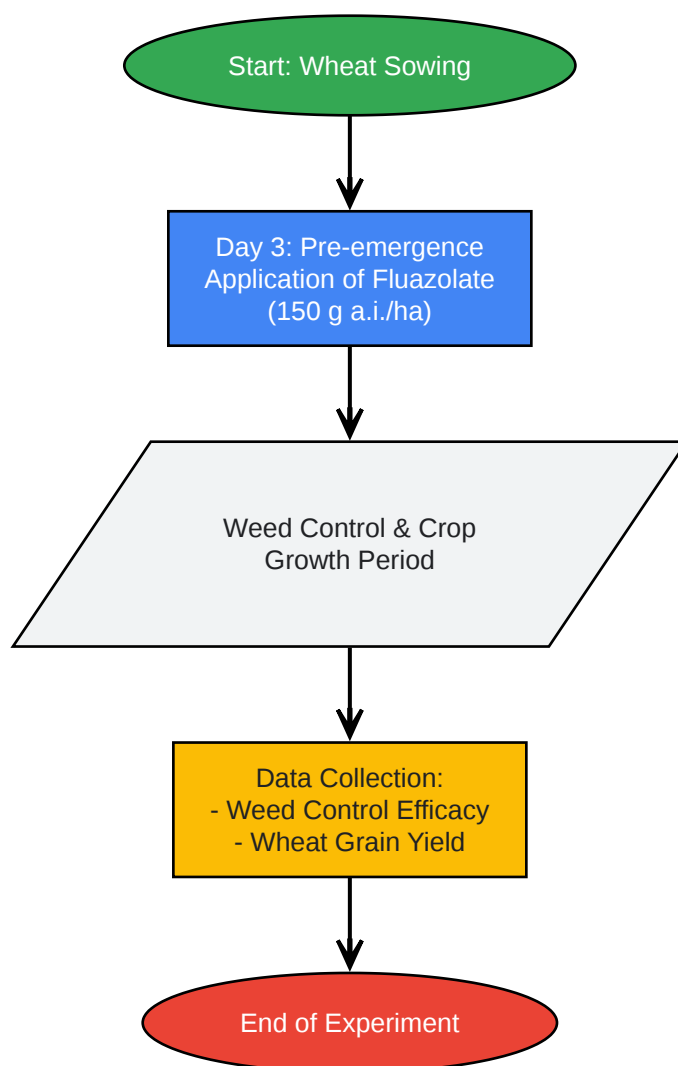 Start: Wheat Sowing
Day 3: Pre-emergence
Application of Fluazolate
(150 g a.i./ha)
Weed Control & Crop
Growth Period
Data Collection:
- Weed Control Efficacy
- Wheat Grain Yield
End of Experiment